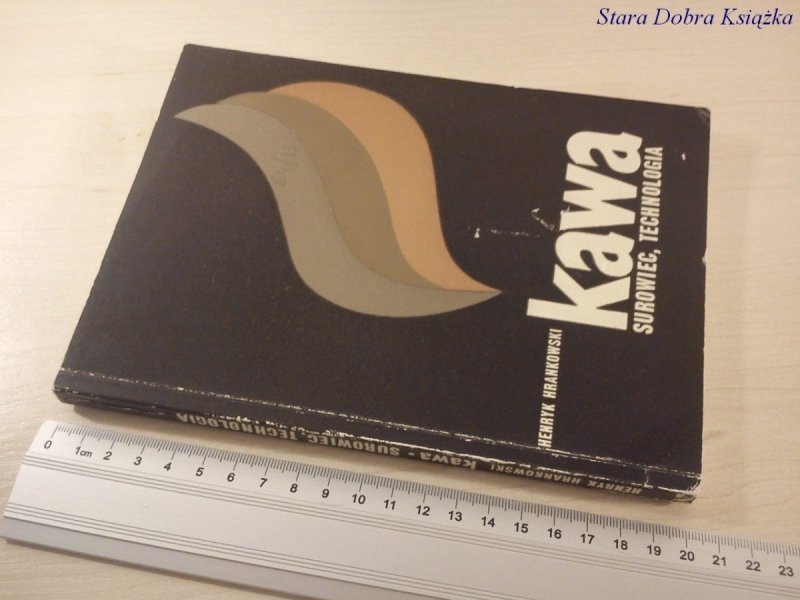 Stara Dobra Książka
HENRYK HRANKOWSKI
kawa
SUROWIEC, TECHNOLOGIA
HENRYK HRANKOWSKI kawa • SUROWIEC, TECHNOLOGIA
0 1cm 2 3 4 5 6 7 8 9 10 11 12 13 14 15 16 17 18 19 20 21 22 23